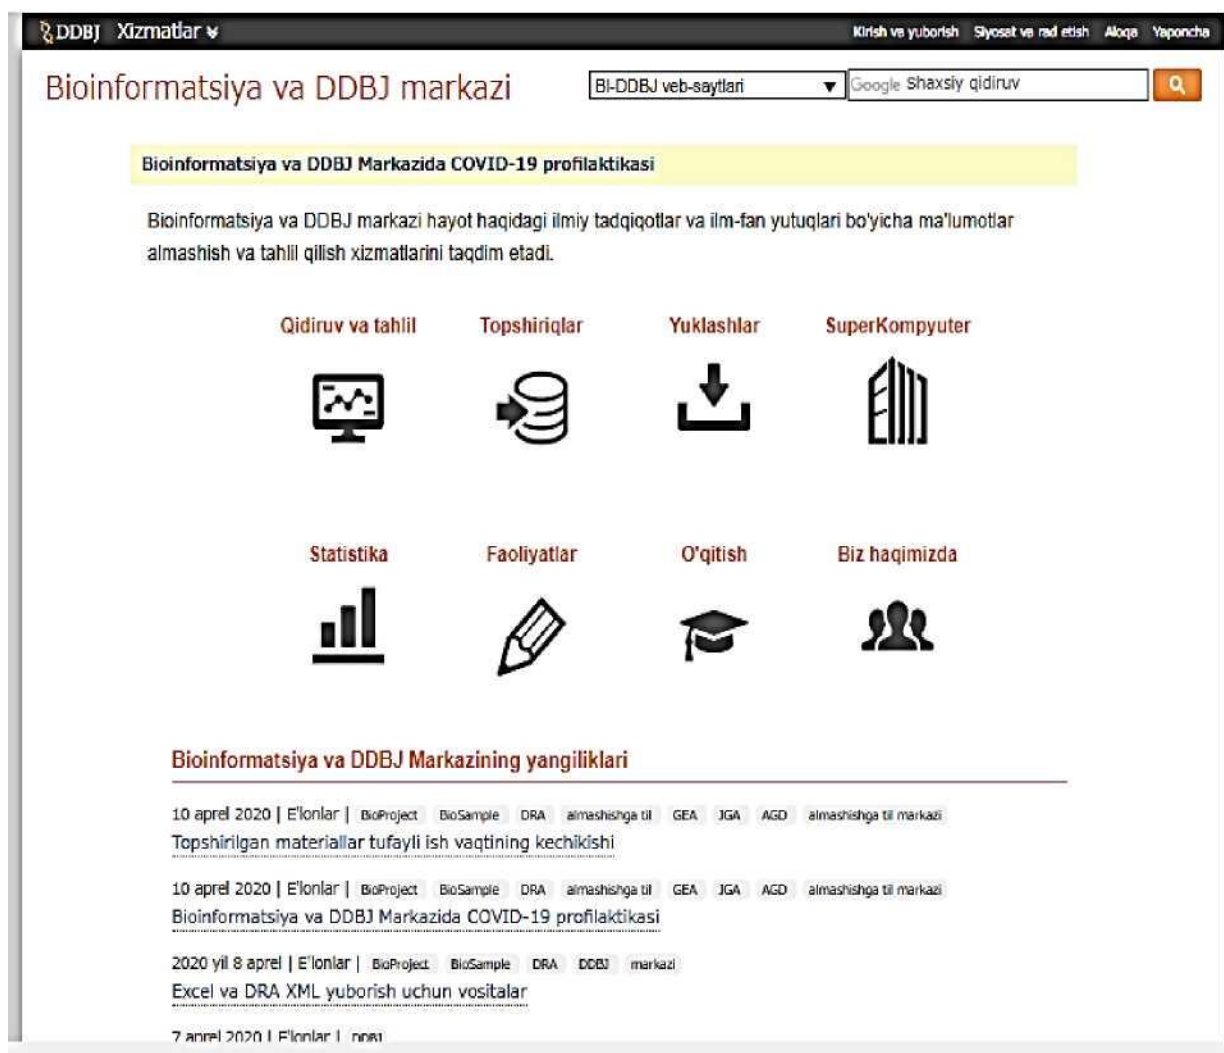 DDBJ Xizmatlar Kirish va yuborish Siyosat va rad etish Aloqa Yaponcha
Bioinformatsiya va DDBJ markazi BI-DDBJ veb-saytlari Google Shaxsiy qidiruv
Bioinformatsiya va DDBJ Markazida COVID-19 profilaktikasi
Bioinformatsiya va DDBJ markazi hayot haqidagi ilmiy tadqiqotlar va ilm-fan yutuqlari bo'yicha ma'lumotlar
almashish va tahlil qilish xizmatlarini taqdim etadi.
Qidiruv va tahlil Topshiriqlar Yuklashlar SuperKompyuter
Statistika Faoliyatlar O'qitish Biz haqimizda
Bioinformatsiya va DDBJ Markazining yangiliklari
10 aprel 2020 | E'lonlar | BioProject BioSample DRA almashishga til GEA JGA AGD almashishga til markazi
Topshirilgan materiallar tufayli ish vaqtining kechikishi
10 aprel 2020 | E'lonlar | BioProject BioSample DRA almashishga til GEA JGA AGD almashishga til markazi
Bioinformatsiya va DDBJ Markazida COVID-19 profilaktikasi
2020 yil 8 aprel | E'lonlar | BioProject BioSample DRA DDBJ markazi
Excel va DRA XML yuborish uchun vositalar
7 aprel 2020 | E'lonlar | DDBJ